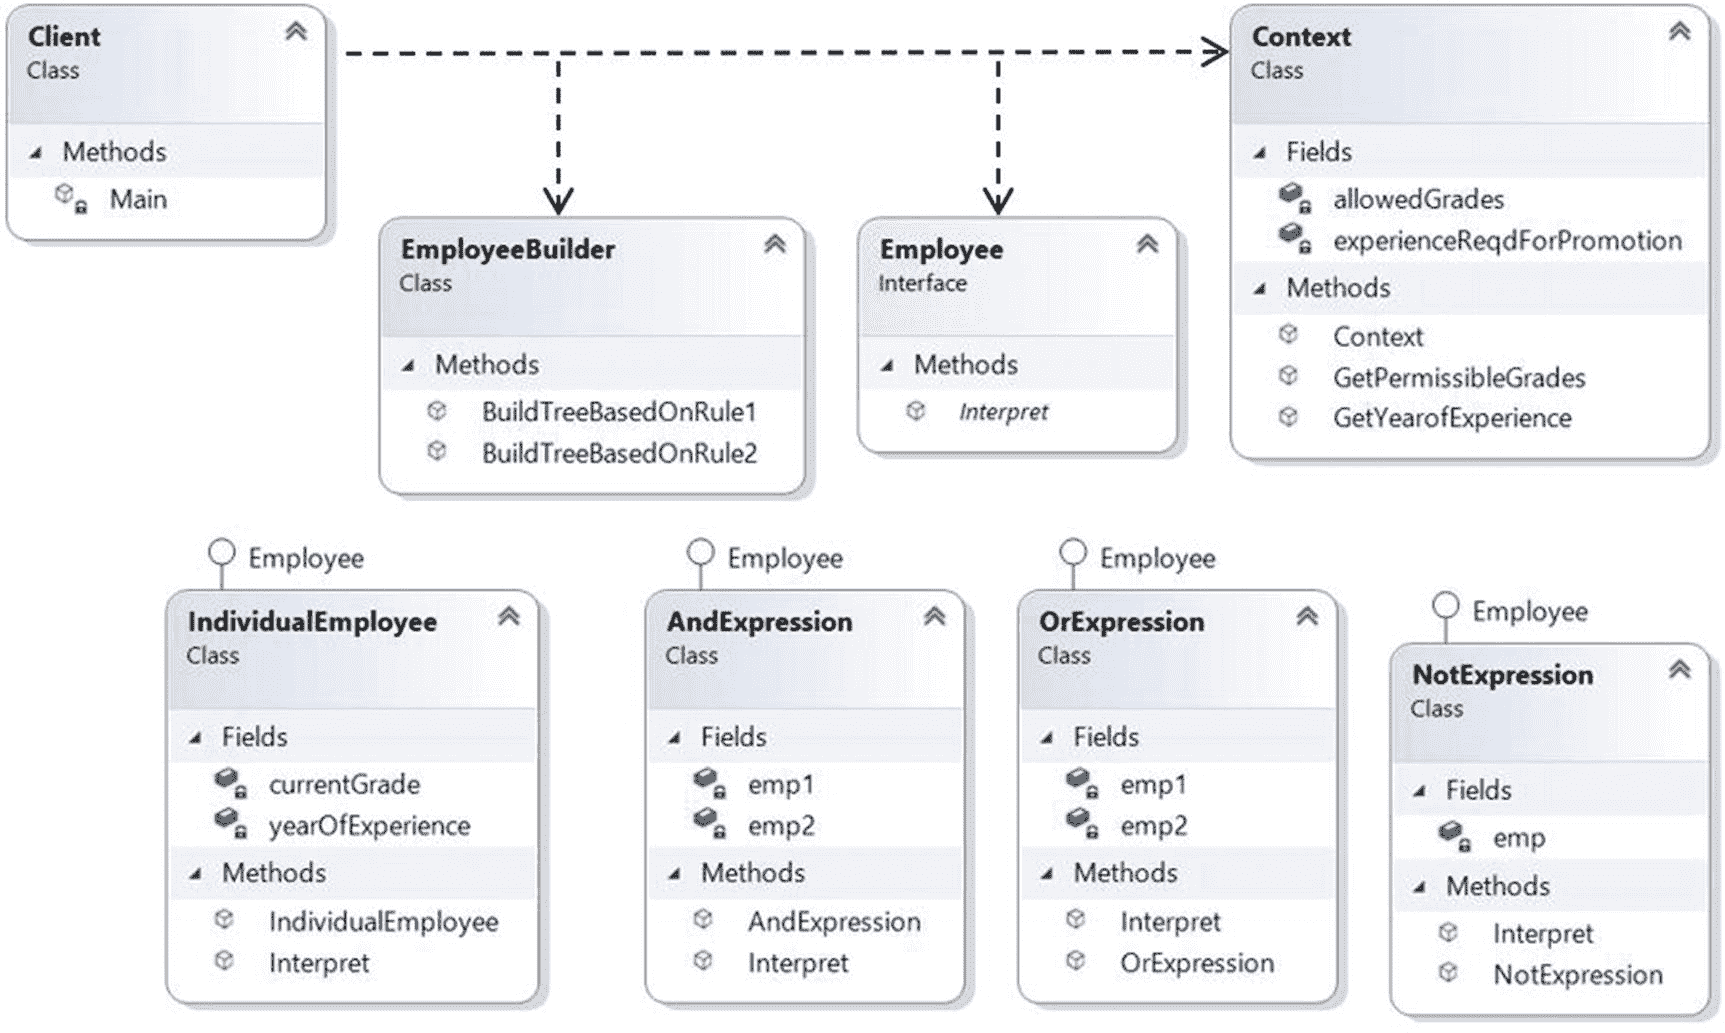 Client
Class
Methods
Main
EmployeeBuilder
Class
Methods
BuildTreeBasedOnRule1
BuildTreeBasedOnRule2
Employee
Interface
Methods
Interpret
Context
Class
Fields
allowedGrades
experienceReqdForPromotion
Methods
Context
GetPermissibleGrades
GetYearofExperience
Employee
IndividualEmployee
Class
Fields
currentGrade
yearOfExperience
Methods
IndividualEmployee
Interpret
Employee
AndExpression
Class
Fields
emp1
emp2
Methods
AndExpression
Interpret
Employee
OrExpression
Class
Fields
emp1
emp2
Methods
Interpret
OrExpression
Employee
NotExpression
Class
Fields
emp
Methods
Interpret
NotExpression